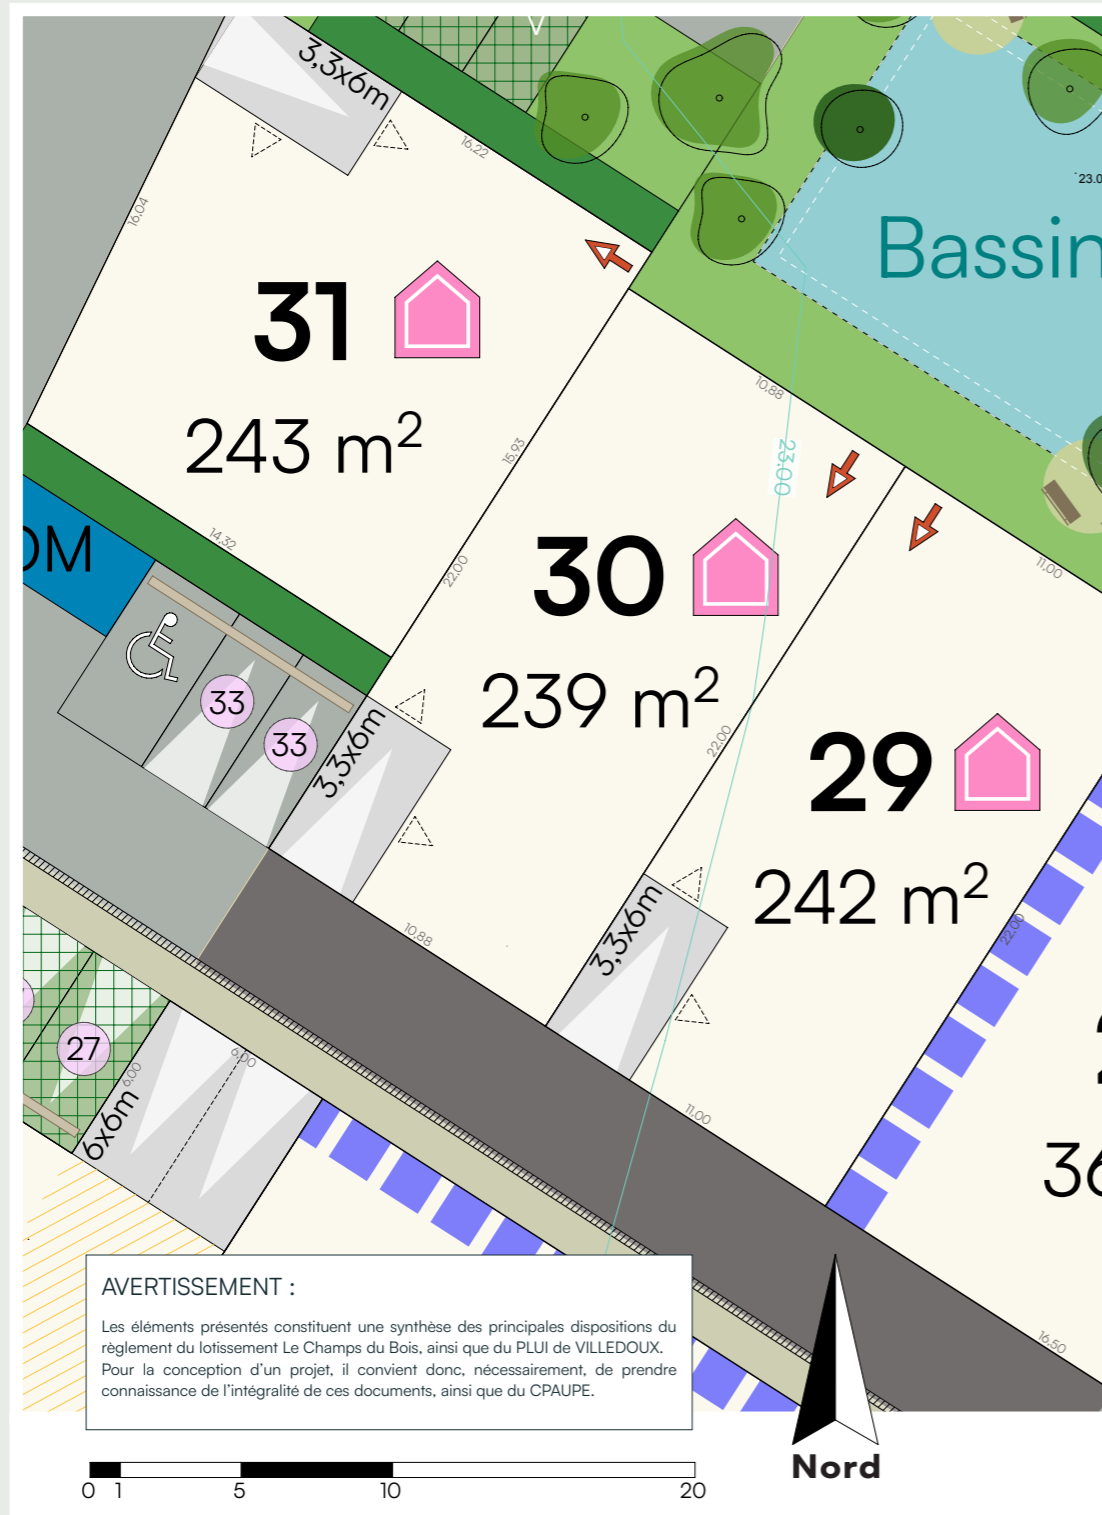 3,3x6m
16,22
16,04
23.0
Bassin
31
243 m²
10,88
15,93
23.00
14,32
22,00
11,00
OM
30
239 m²
33
33
3,3x6m
22,00
29
242 m²
10,88
3,3x6m
22,00
27
6,00
6,00
6x6m
11,00
36
16,50
AVERTISSEMENT :
Les éléments présentés constituent une synthèse des principales dispositions du
règlement du lotissement Le Champs du Bois, ainsi que du PLUI de VILLEDOUX.
Pour la conception d'un projet, il convient donc, nécessairement, de prendre
connaissance de l'intégralité de ces documents, ainsi que du CPAUPE.
Nord
0 1 5 10 20